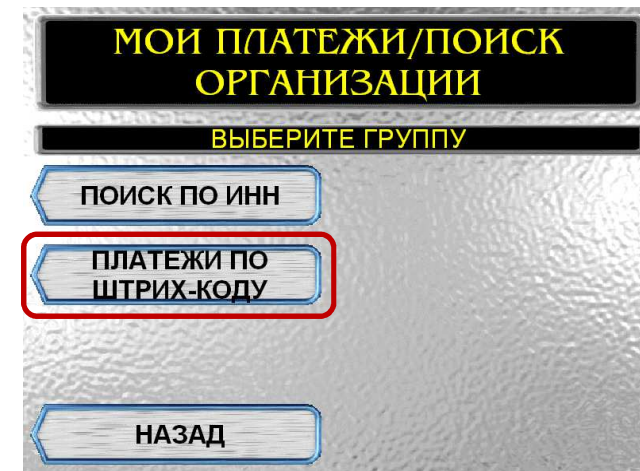 МОИ ПЛАТЕЖИ/ПОИСК
ОРГАНИЗАЦИИ
ВЫБЕРИТЕ ГРУППУ
ПОИСК ПО ИНН
ПЛАТЕЖИ ПО
ШТРИХ-КОДУ
НАЗАД